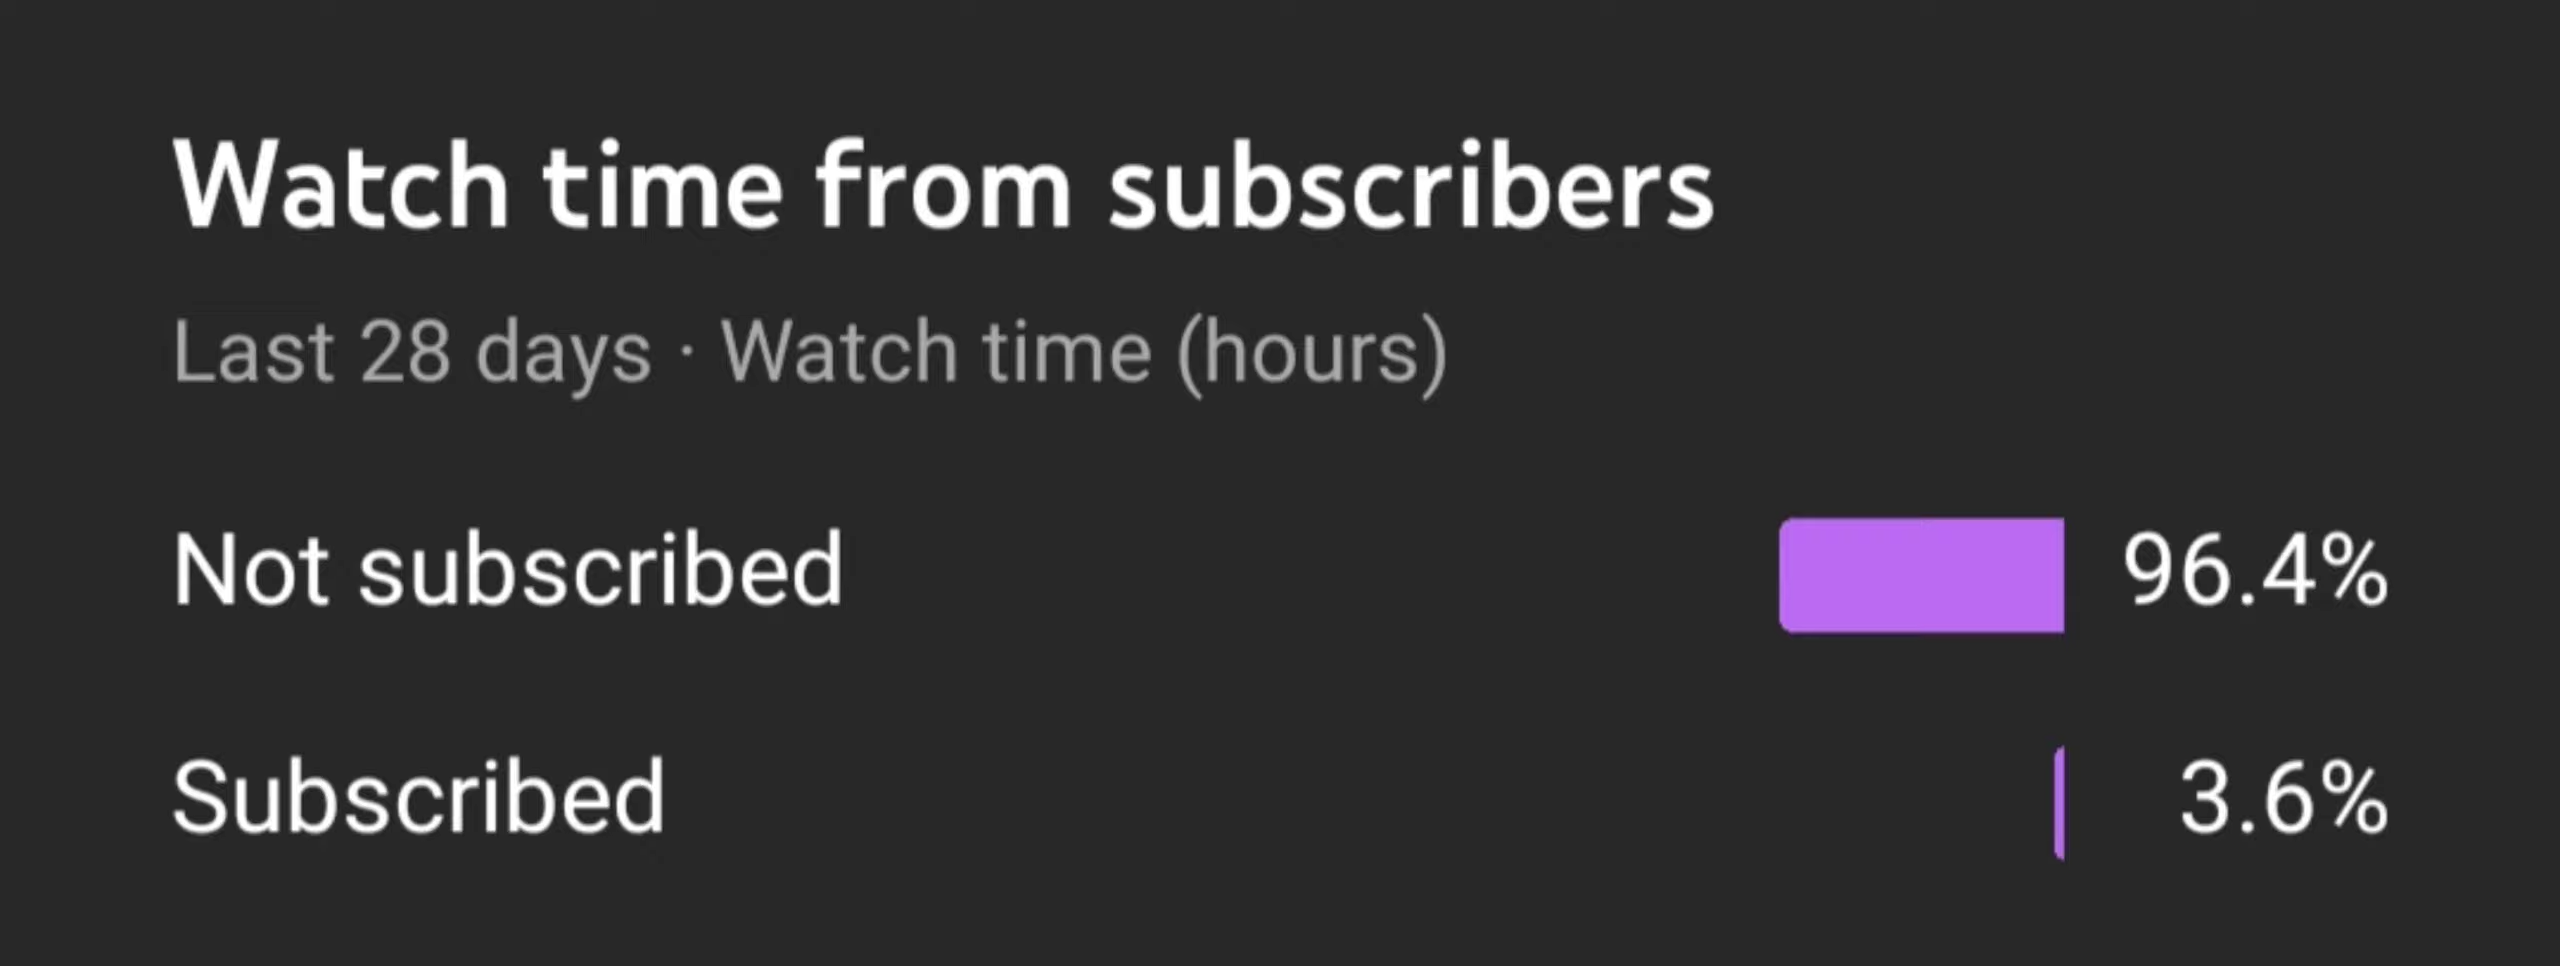 Watch time from subscribers
Last 28 days · Watch time (hours)
Not subscribed 96.4%
Subscribed 3.6%